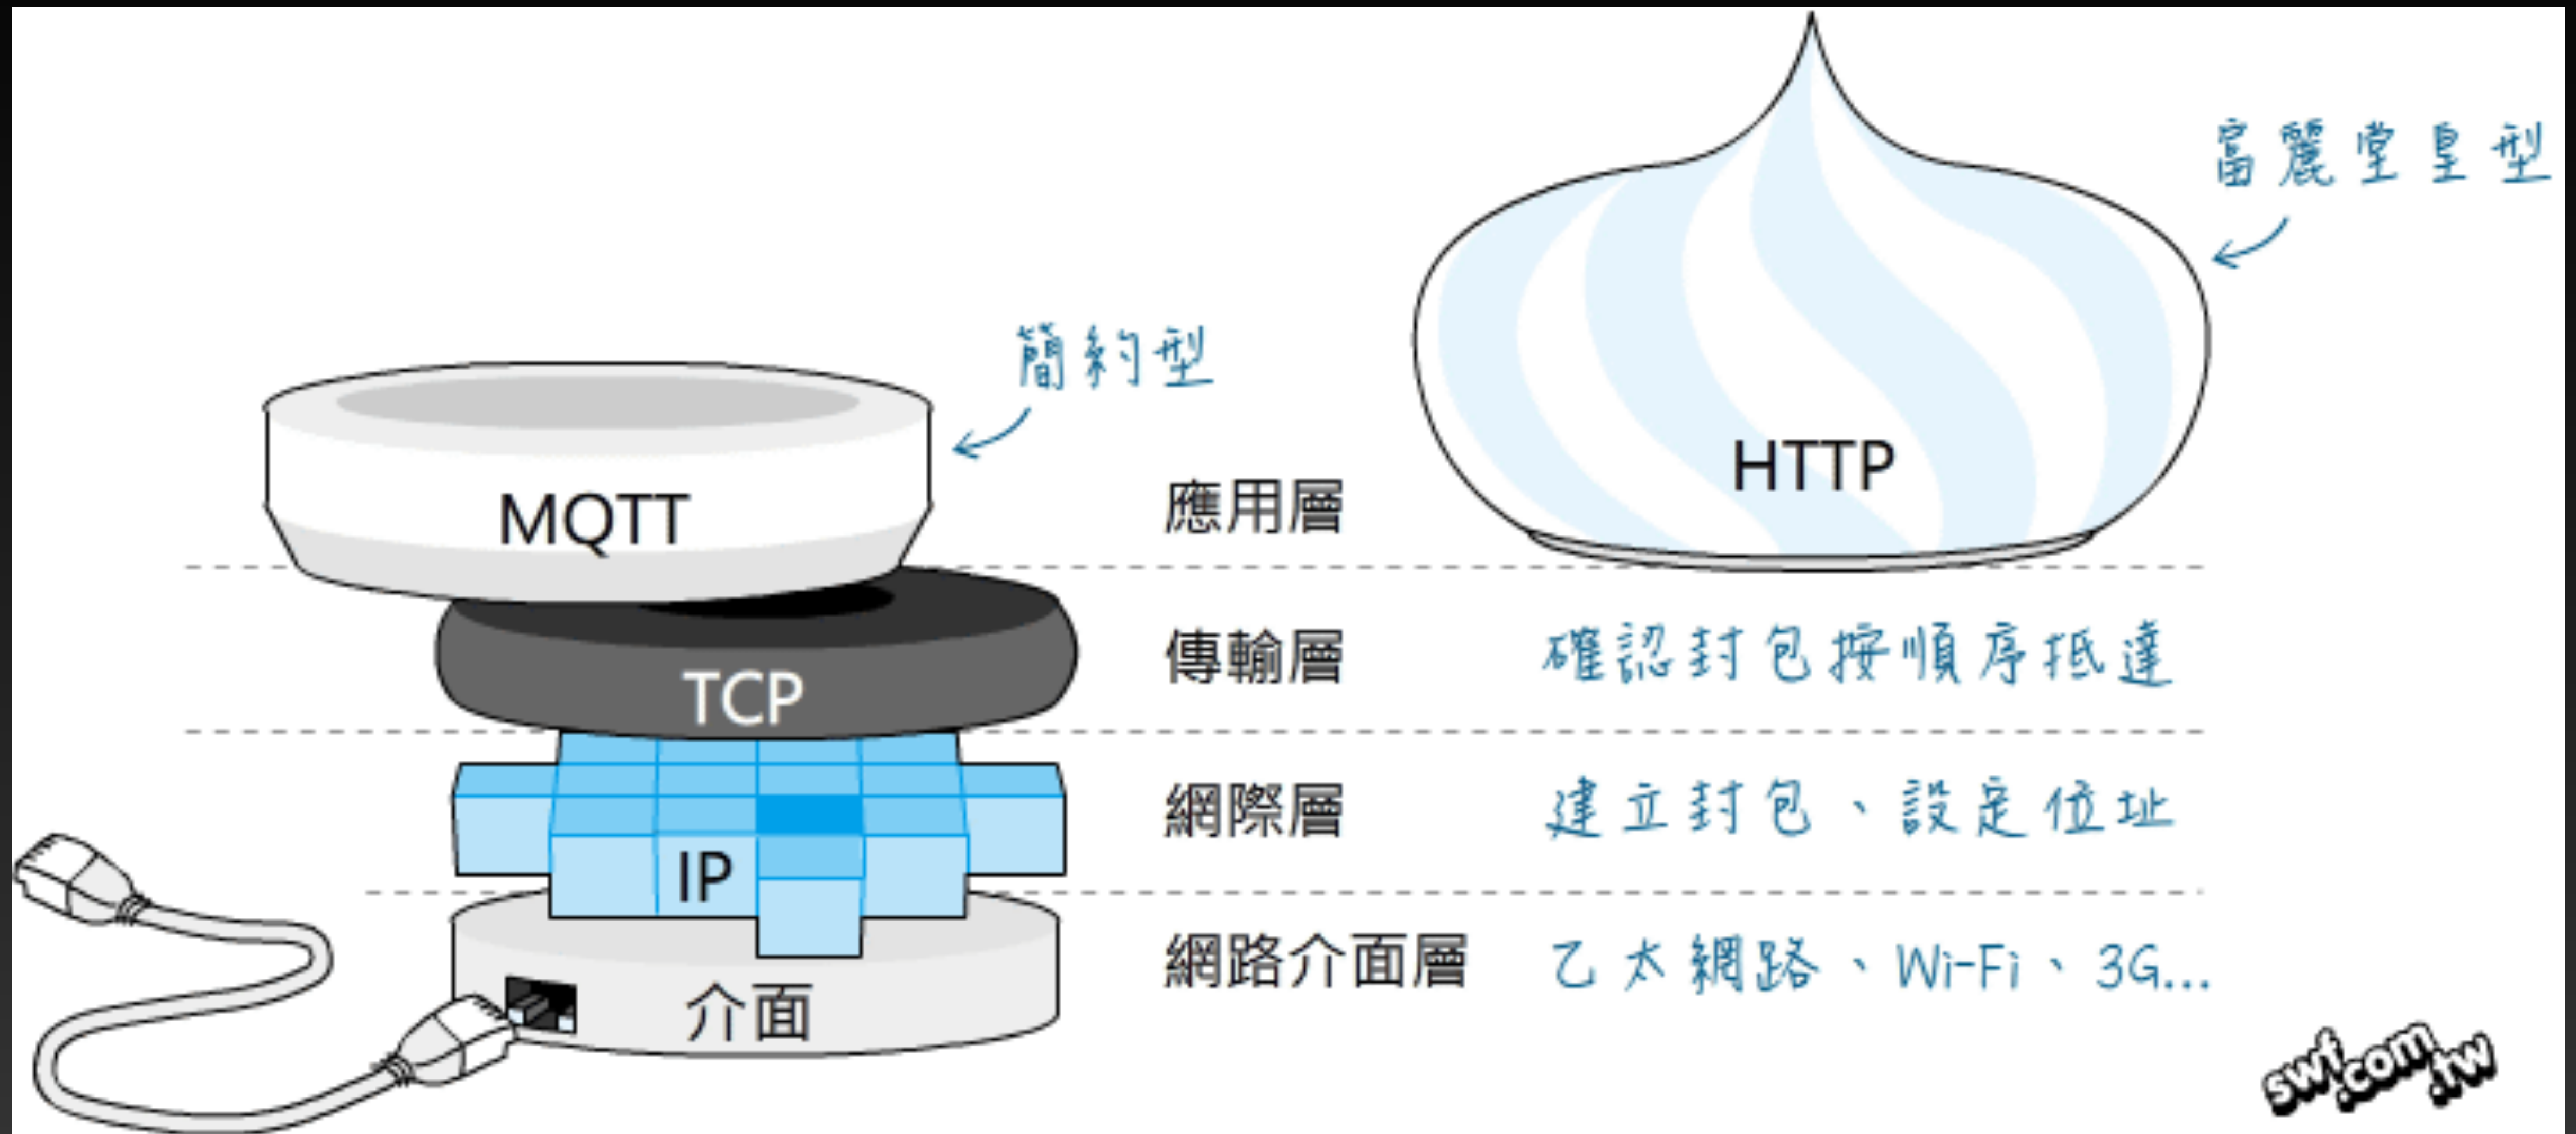 富麗堂皇型
簡約型
HTTP
MQTT
應用層
TCP
傳輸層 確認封包按順序抵達
IP
網際層 建立封包、設定位址
介面
網路介面層 乙太網路、Wi-Fi、3G...
swf.com.tw